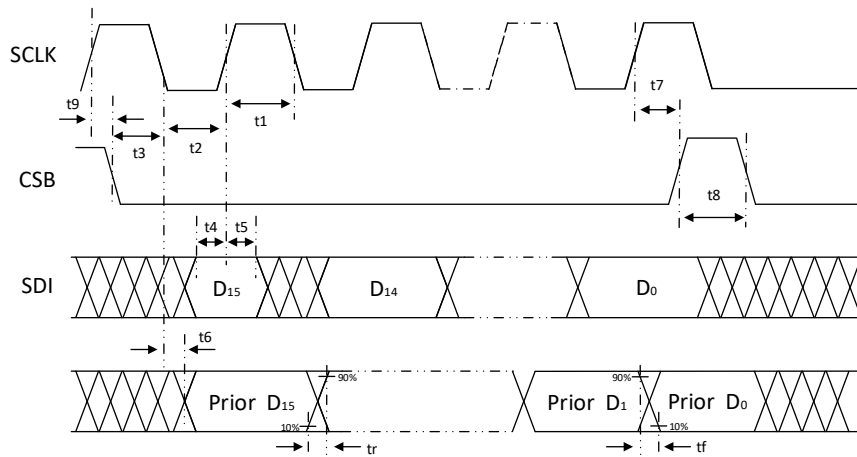 SCLK
t9
t3
t2
t1
t7
CSB
t8
t4
t5
SDI
D15
D14
D0
t6
90%
90%
Prior D15
Prior D1
Prior D0
10%
10%
tr
tf